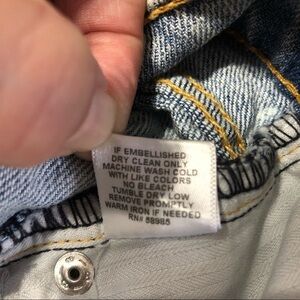 IF EMBELLISHED
DRY CLEAN ONLY
MACHINE WASH COLD
WITH LIKE COLORS
NO BLEACH
TUMBLE DRY LOW
REMOVE PROMPTLY
WARM IRON IF NEEDED
RN# 58985